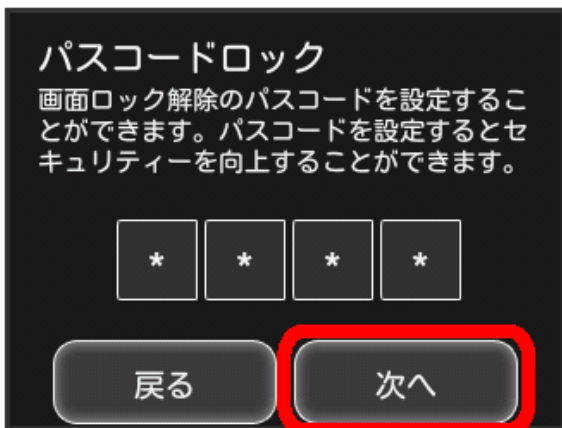 パスコードロック
画面ロック解除のパスコードを設定するこ
とができます。パスコードを設定するとセ
キュリティーを向上することができます。
* * * *
戻る 次へ